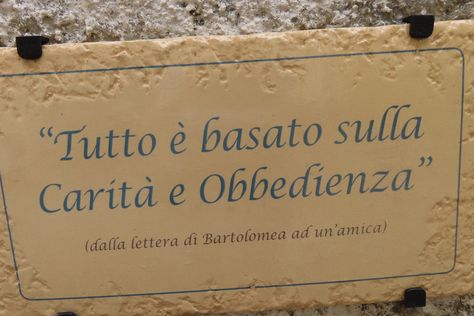 “Tutto è basato sulla
Carità e Obbedienza”
(dalla lettera di Bartolomea ad un'amica)